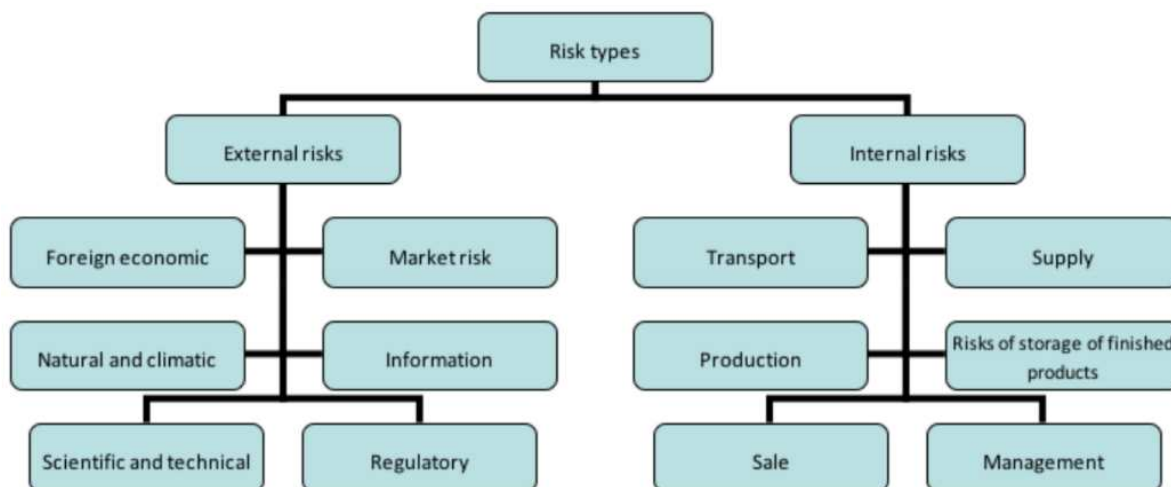 Risk types
External risks
Internal risks
Foreign economic
Market risk
Transport
Supply
Natural and climatic
Information
Production
Risks of storage of finished
products
Scientific and technical
Regulatory
Sale
Management